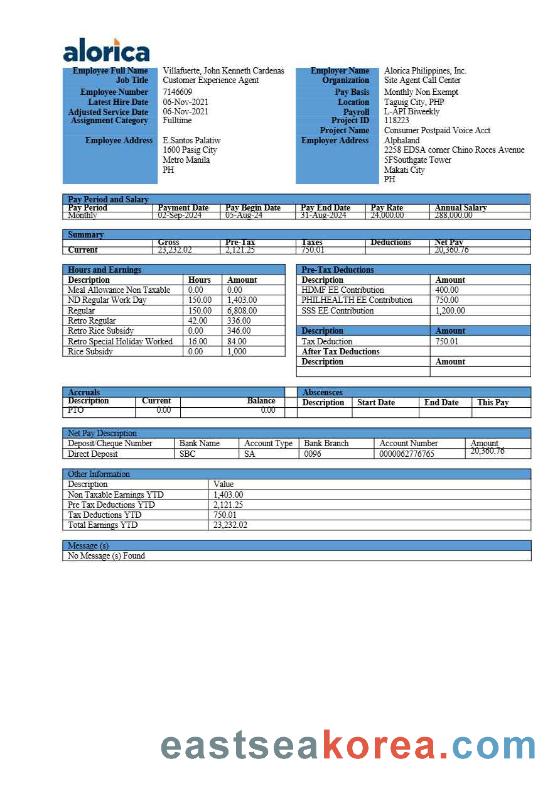 alorica
Employee Full Name Villafuerte, John Kenneth Cardenas Employer Name Alorica Philippines, Inc.
Job Title Customer Experience Agent Organization Site Agent Call Center
Employee Number 7146609 Pay Basis Monthly Non Exempt
Latest Hire Date 06-Nov-2021 Location Taguig City, PHP
Adjusted Service Date 06-Nov-2021 Payroll L-API Biweekly
Assignment Category Fulltime Project ID 118223
Project Name Consumer Postpaid Voice Acct
Employee Address E Santos Palatiw Employer Address Alphaland
1600 Pasig City 2258 EDSA corner Chino Roces Avenue
Metro Manila 5FSouthgate Tower
PH Makati City
PH
Pay Period and Salary
Pay Period Payment Date Pay Begin Date Pay End Date Pay Rate Annual Salary
Monthly 02-Sep-2024 05-Aug-24 31-Aug-2024 24,000.00 288,000.00
Summary
Gross Pre-Tax Taxes Deductions Net Pay
Current 23,232.02 2,121.25 750.01 20,360.76
Hours and Earnings Pre-Tax Deductions
Description Hours Amount Description Amount
Meal Allowance Non Taxable 0.00 0.00 HDMF EE Contribution 400.00
ND Regular Work Day 150.00 1,403.00 PHILHEALTH EE Contribution 750.00
Regular 150.00 6,808.00 SSS EE Contribution 1,200.00
Retro Regular 42.00 336.00
Retro Rice Subsidy 0.00 346.00 Description Amount
Retro Special Holiday Worked 16.00 84.00 Tax Deduction 750.01
Rice Subsidy 0.00 1,000 After Tax Deductions
Description Amount
Accruals Abscensces
Description Current Balance Description Start Date End Date This Pay
PTO 0.00 0.00
Net Pay Description
Deposit/Cheque Number Bank Name Account Type Bank Branch Account Number Amount
Direct Deposit SBC SA 0096 0000062776765 20,360.76
Other Information
Description Value
Non Taxable Earnings YTD 1,403.00
Pre Tax Deductions YTD 2,121.25
Tax Deductions YTD 750.01
Total Earnings YTD 23,232.02
Message (s)
No Message (s) Found
eastseakorea.com